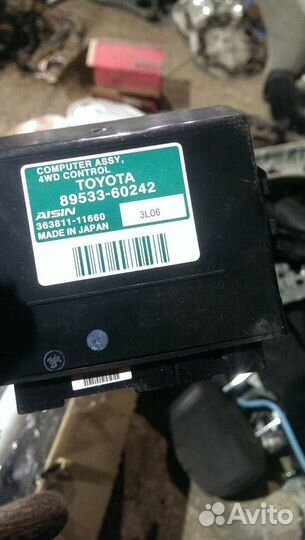 COMPUTER ASSY,
4WD CONTROL
TOYOTA
89533-60242
AISIN
363811-11660
3L06
MADE IN JAPAN
Avito